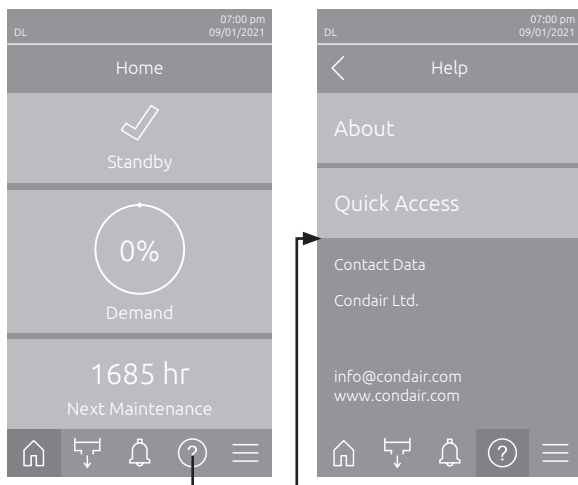 07:00 pm
DL 09/01/2021
Home
Standby
0%
Demand
1685 hr
Next Maintenance
?
07:00 pm
DL 09/01/2021
Help
About
Quick Access
Contact Data
Condair Ltd.
info@condair.com
www.condair.com
?